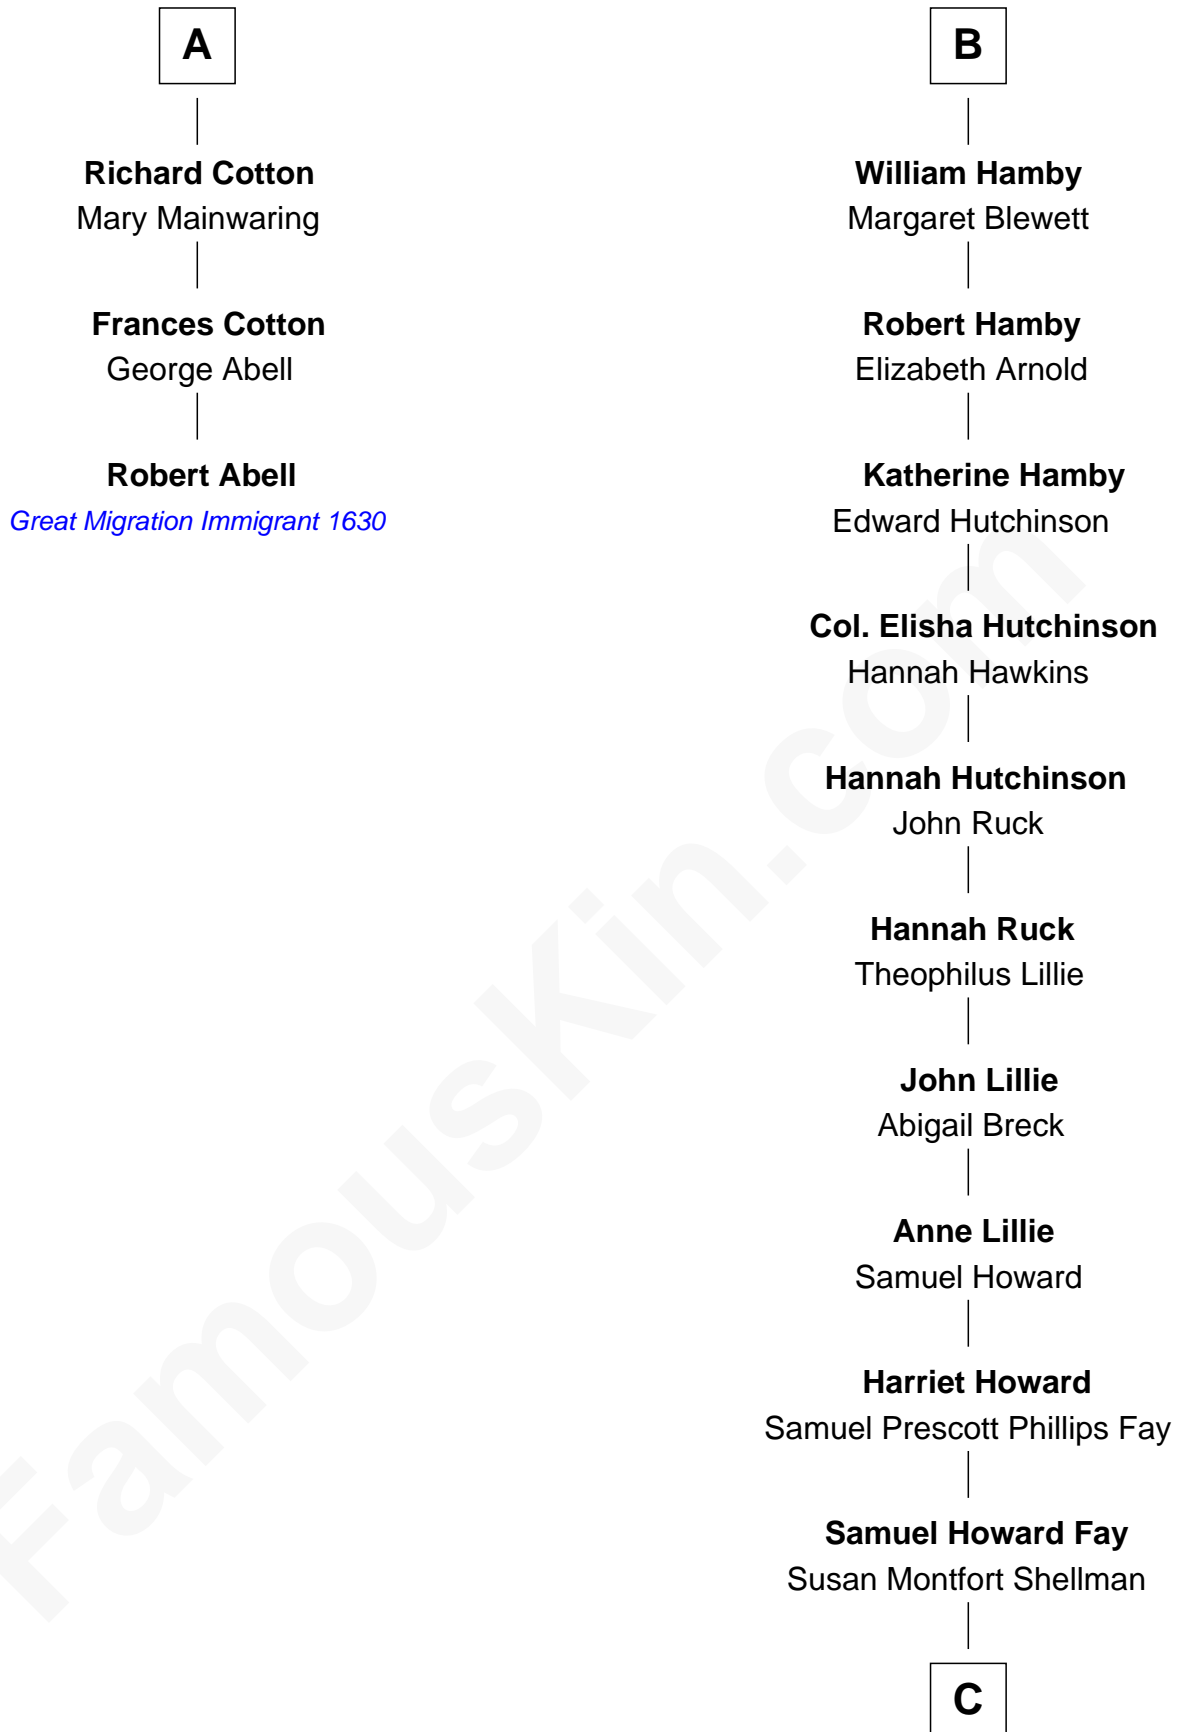 A
Richard Cotton
Mary Mainwaring
Frances Cotton
George Abell
Robert Abell
Great Migration Immigrant 1630
B
William Hamby
Margaret Blewett
Robert Hamby
Elizabeth Arnold
Katherine Hamby
Edward Hutchinson
Col. Elisha Hutchinson
Hannah Hawkins
Hannah Hutchinson
John Ruck
Hannah Ruck
Theophilus Lillie
John Lillie
Abigail Breck
Anne Lillie
Samuel Howard
Harriet Howard
Samuel Prescott Phillips Fay
Samuel Howard Fay
Susan Montfort Shellman
C
FamousKin.com